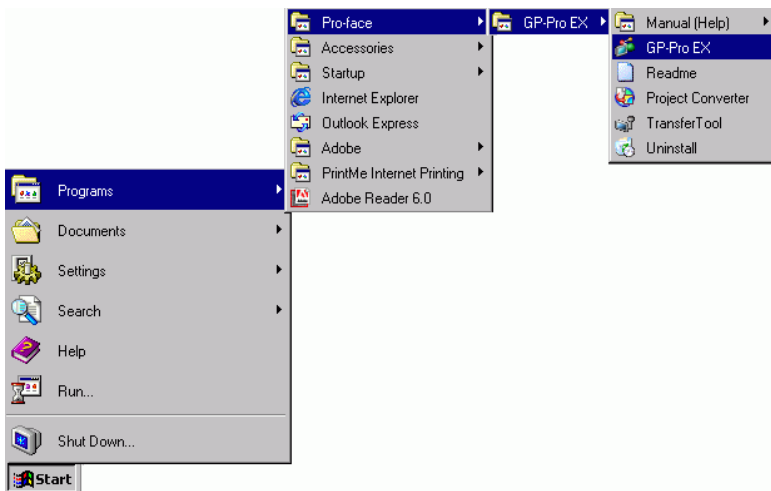 Pro-face
GP-Pro EX
Manual (Help)
Accessories
GP-Pro EX
Startup
Readme
Internet Explorer
Project Converter
Outlook Express
TransferTool
Adobe
Uninstall
PrintMe Internet Printing
Adobe Reader 6.0
Programs
Documents
Settings
Search
Help
Run...
Shut Down...
Start